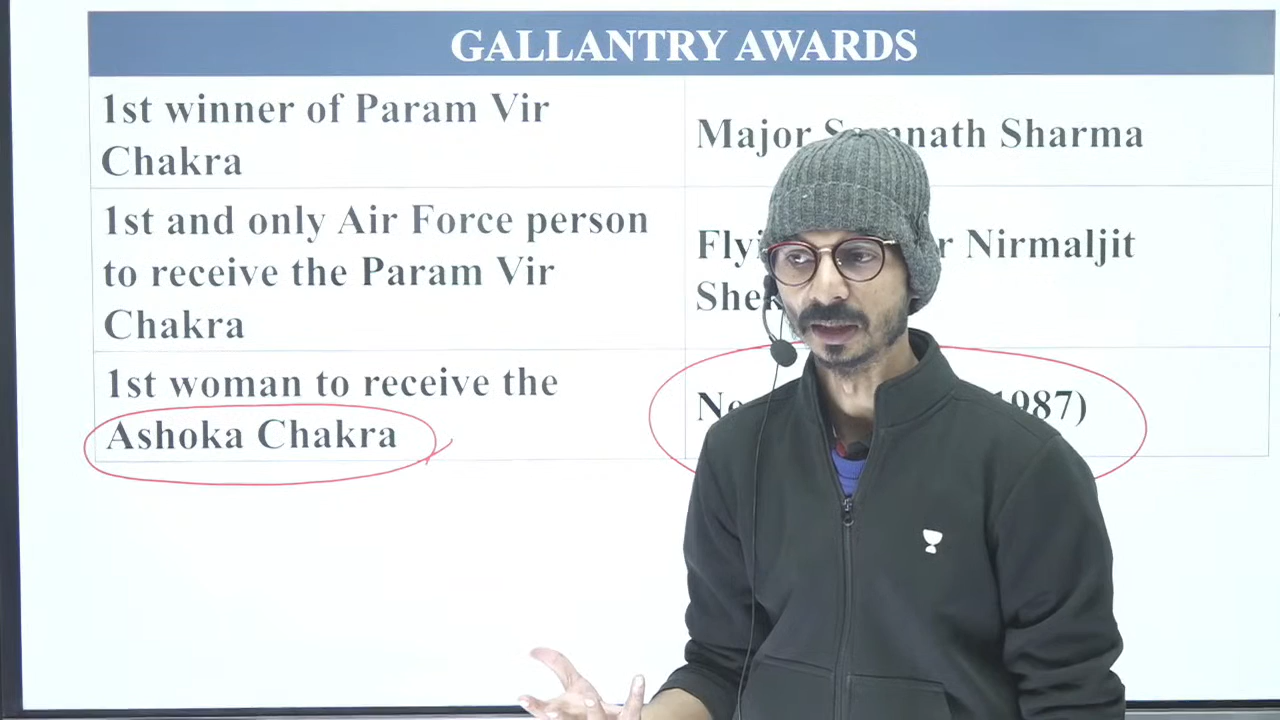 GALLANTRY AWARDS
1st winner of Param Vir
Chakra
Major Sharma
1st and only Air Force person
to receive the Param Vir
Chakra
Nirmaljit
1st woman to receive the
Ashoka Chakra